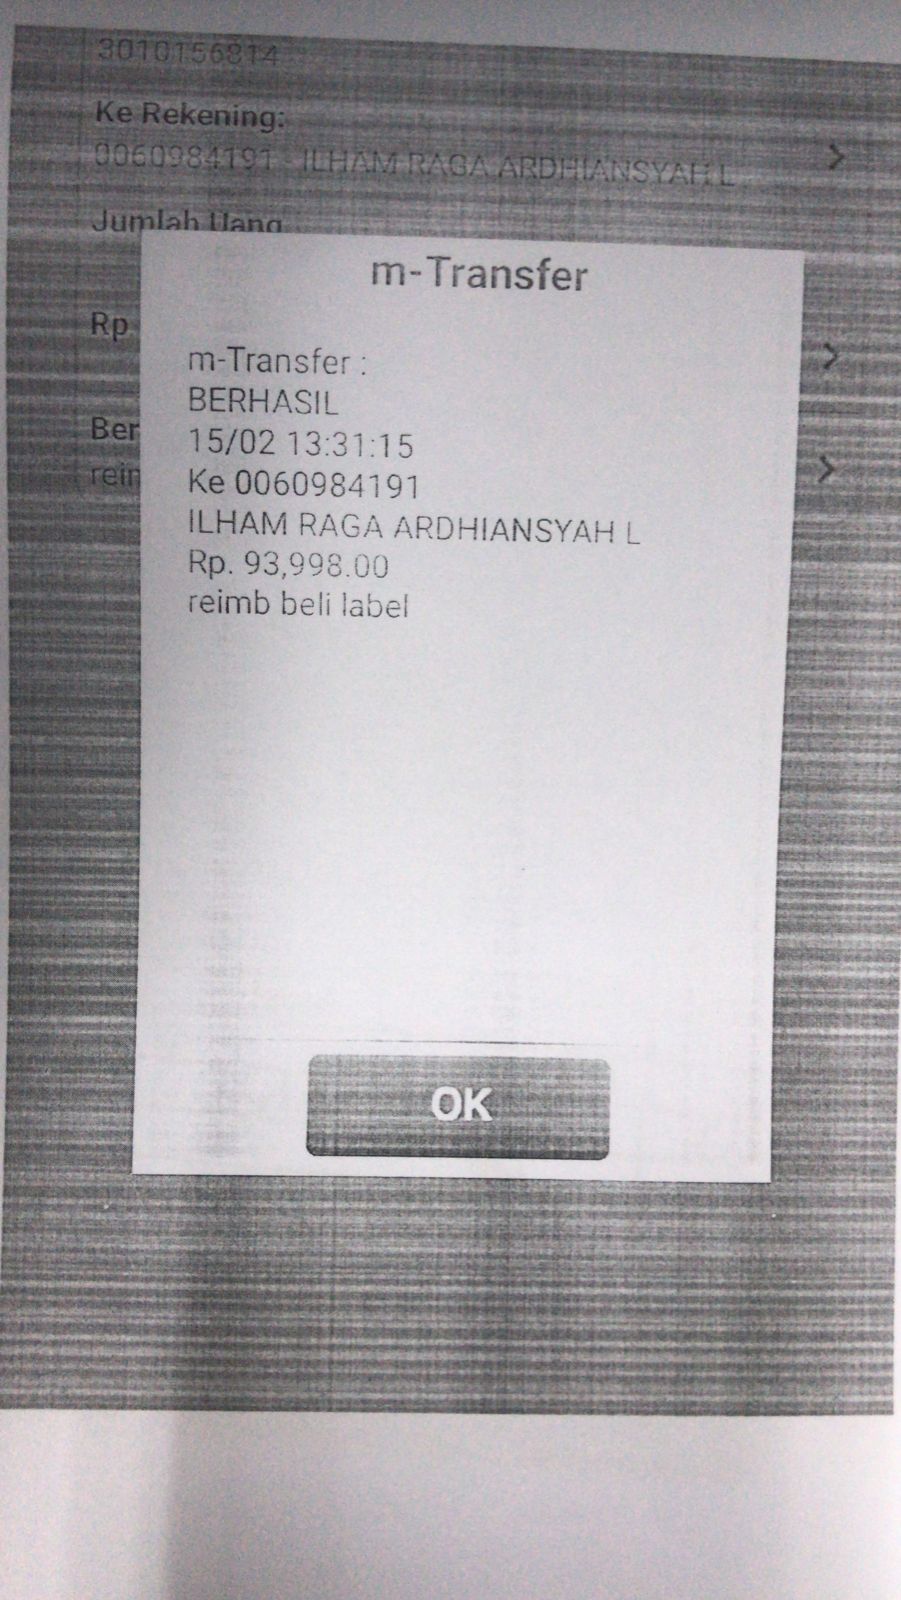 3010156814
Ke Rekening:
0060984191 - ILHAM RAGA ARDHIANSYAH L
Jumlah Uang
Rp
Ber
reim
m-Transfer
m-Transfer :
BERHASIL
15/02 13:31:15
Ke 0060984191
ILHAM RAGA ARDHIANSYAH L
Rp. 93,998.00
reimb beli label
OK